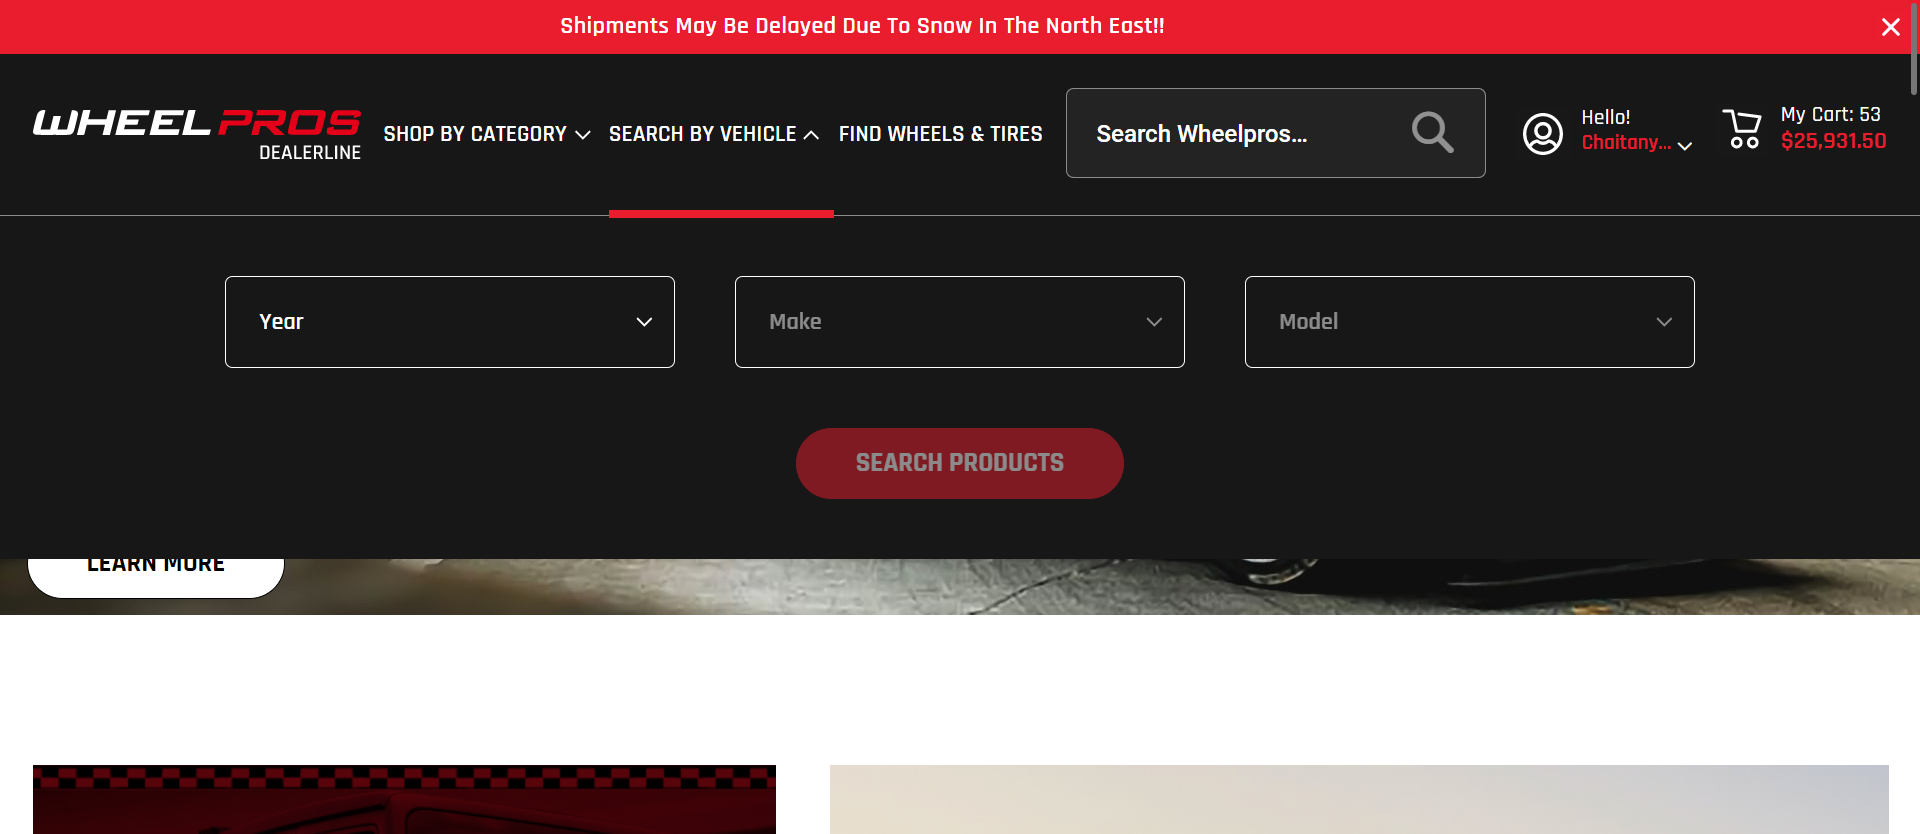 Shipments May Be Delayed Due To Snow In The North East!!
WHEEL PROS
DEALERLINE
SHOP BY CATEGORY
SEARCH BY VEHICLE
FIND WHEELS & TIRES
Search Wheelpros...
Hello!
Chaitany...
My Cart: 53
$25,931.50
Year
Make
Model
SEARCH PRODUCTS
LEARN MORE